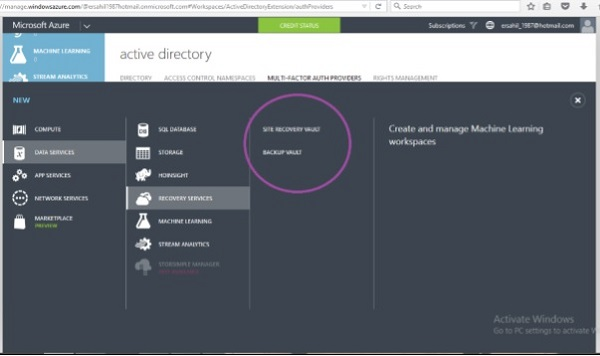 /manage.windowsazure.com/@ersahil_1987hotmail.onmicrosoft.com#Workspaces/ActiveDirectoryExtension/authProviders
Search
Microsoft Azure
CREDIT STATUS
Subscriptions
ersahil_1987@hotmail.com
MACHINE LEARNING
0
STREAM ANALYTICS
active directory
DIRECTORY
ACCESS CONTROL NAMESPACES
MULTI-FACTOR AUTH PROVIDERS
RIGHTS MANAGEMENT
NEW
COMPUTE
DATA SERVICES
APP SERVICES
NETWORK SERVICES
MARKETPLACE
PREVIEW
SQL DATABASE
STORAGE
HDINSIGHT
RECOVERY SERVICES
MACHINE LEARNING
STREAM ANALYTICS
STORSIMPLE MANAGER
SITE RECOVERY VAULT
BACKUP VAULT
Create and manage Machine Learning
workspaces
Activate Windows
Go to PC settings to activate W